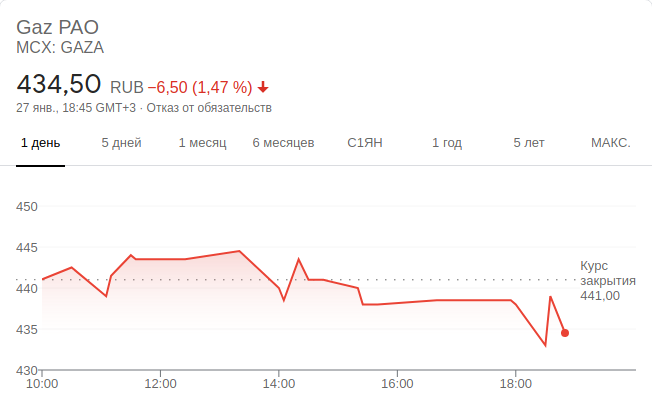 Gaz PAO
MCX: GAZA
434,50 RUB −6,50 (1,47 %)
27 янв., 18:45 GMT+3 · Отказ от обязательств
1 день 5 дней 1 месяц 6 месяцев С1ЯН 1 год 5 лет МАКС.
450
445
440
435
430
Курс
закрытия
441,00
10:00 12:00 14:00 16:00 18:00